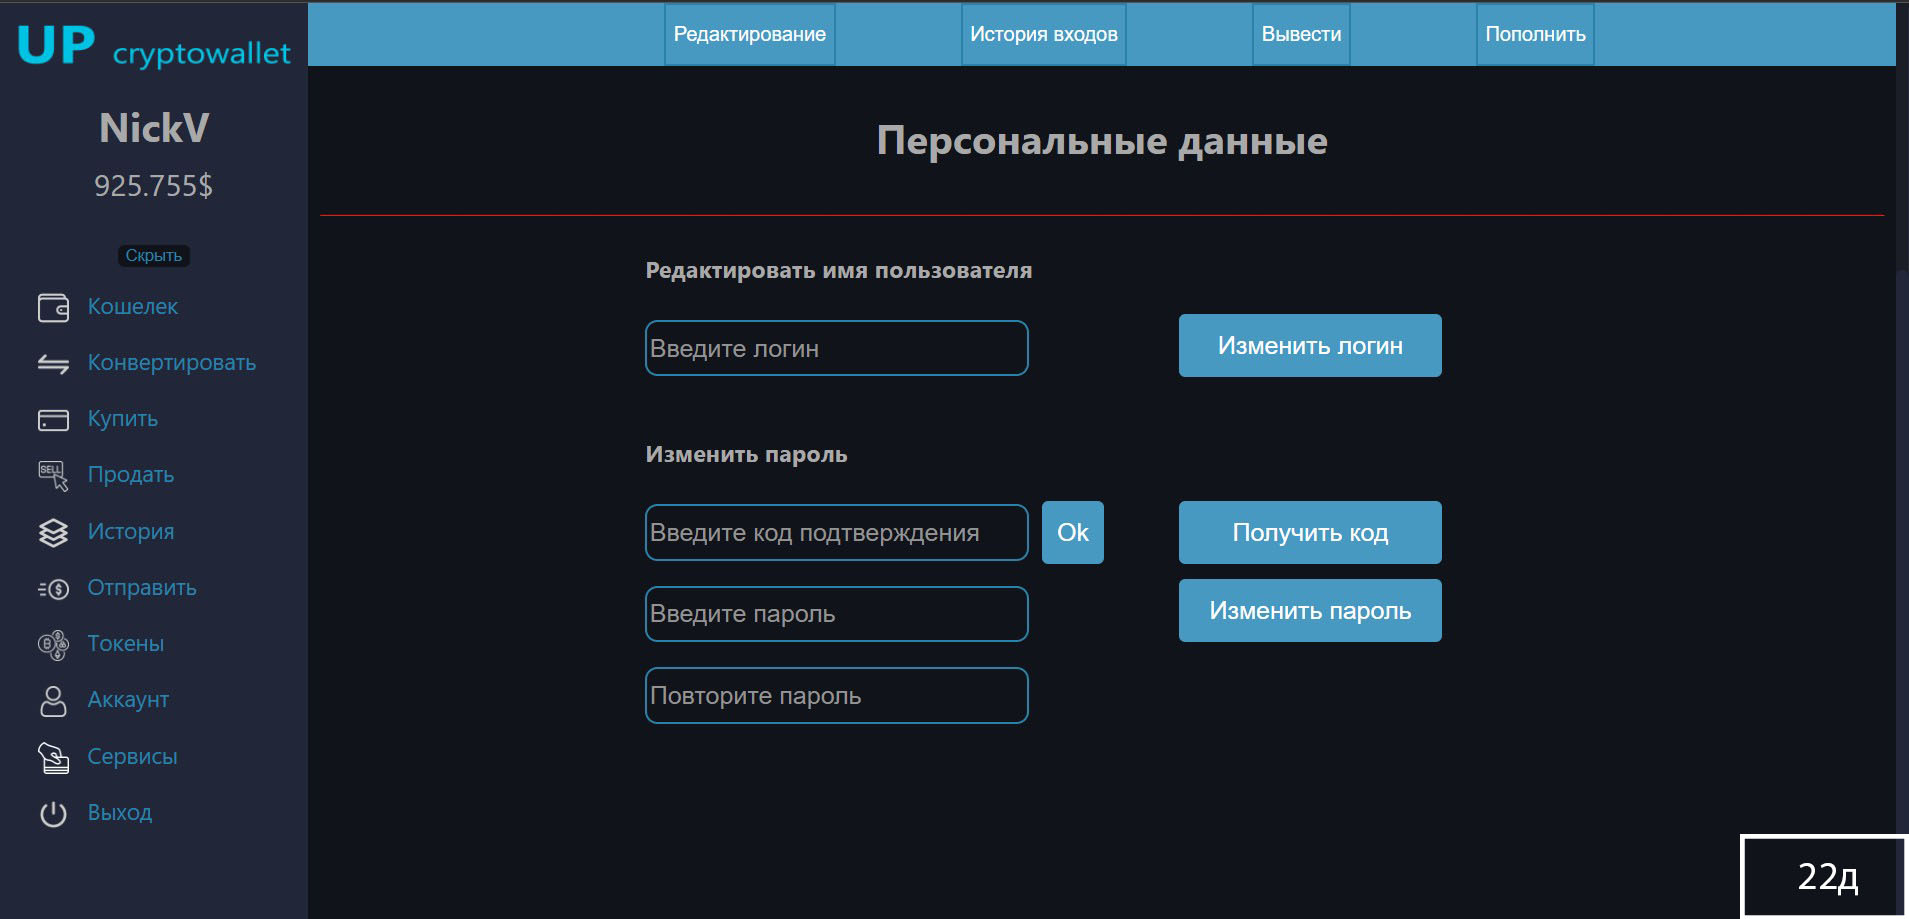 UP cryptowallet
NickV
925.755$
Скрыть
Кошелек
Конвертировать
Купить
SELL
Продать
История
Отправить
Токены
Аккаунт
Сервисы
Выход
Редактирование
История входов
Вывести
Пополнить
Персональные данные
Редактировать имя пользователя
Введите логин
Изменить логин
Изменить пароль
Введите код подтверждения
Ok
Получить код
Введите пароль
Изменить пароль
Повторите пароль
22д